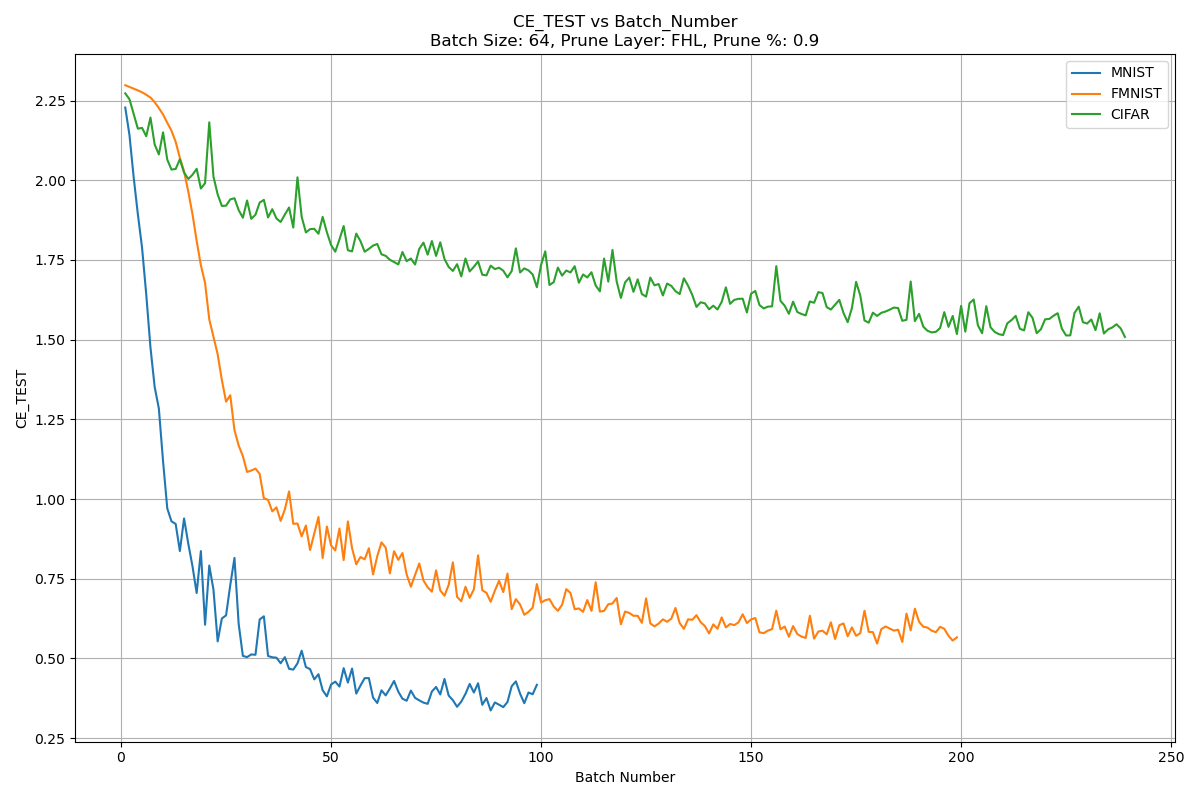 CE_TEST vs Batch_Number
Batch Size: 64, Prune Layer: FHL, Prune %: 0.9
MNIST
FMNIST
CIFAR
CE_TEST
2.25
2.00
1.75
1.50
1.25
1.00
0.75
0.50
0.25
0 50 100 150 200 250
Batch Number